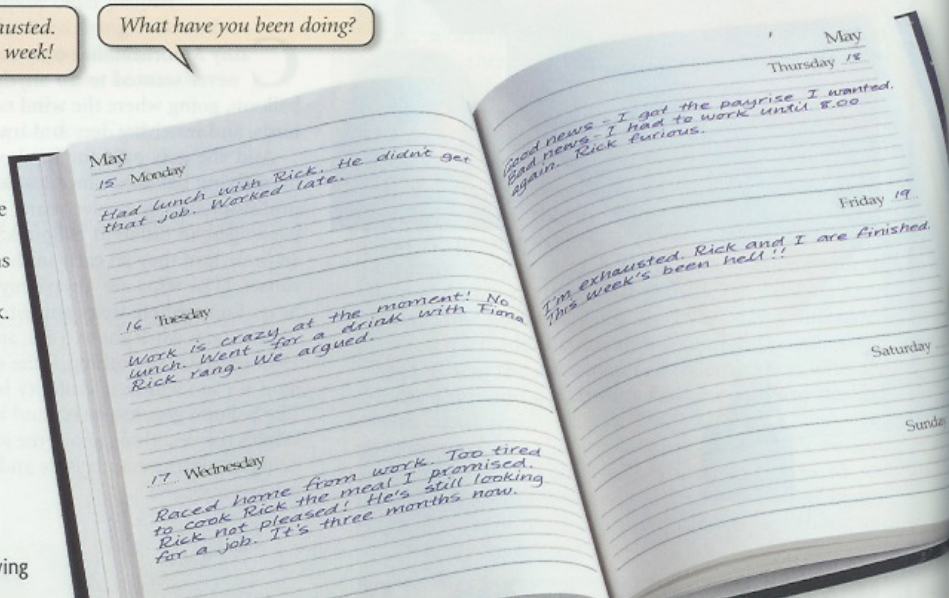 austed.
week!
What have you been doing?
May
15 Monday
Had lunch with Rick. He didn't get
that job. Worked late.
16 Tuesday
Work is crazy at the moment! No
lunch. Went for a drink with Fiona
Rick rang. We argued.
17 Wednesday
Raced home from work. Too tired
to cook Rick the meal I promised.
Rick not pleased! He's still looking
for a job. It's three months now.
May
Thursday 18
Good news - I got the payrise I wanted.
Bad news - I had to work until 8.00
again. Rick furious.
Friday 19
I'm exhausted. Rick and I are finished.
This week's been hell!!
Saturday
Sunda